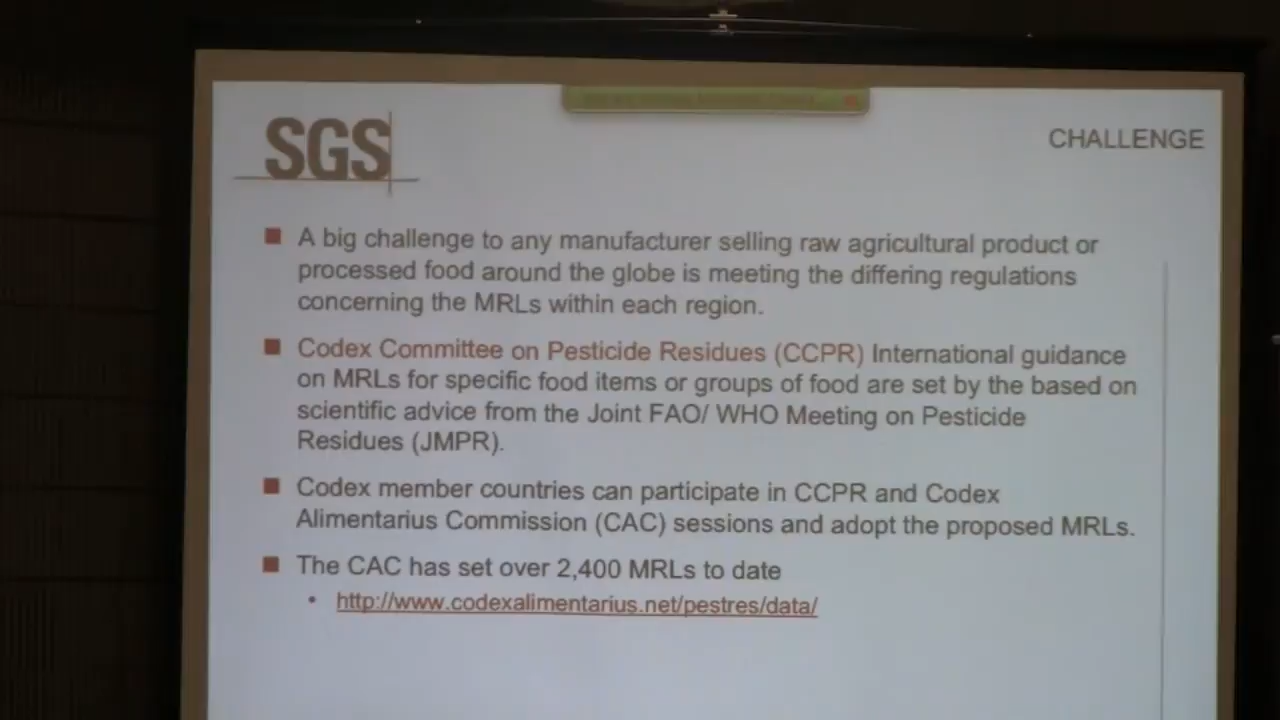 SGS
CHALLENGE
A big challenge to any manufacturer selling raw agricultural product or
processed food around the globe is meeting the differing regulations
concerning the MRLs within each region.
Codex Committee on Pesticide Residues (CCPR) International guidance
on MRLs for specific food items or groups of food are set by the based on
scientific advice from the Joint FAO/ WHO Meeting on Pesticide
Residues (JMPR).
Codex member countries can participate in CCPR and Codex
Alimentarius Commission (CAC) sessions and adopt the proposed MRLs.
The CAC has set over 2,400 MRLs to date
http://www.codexalimentarius.net/pestres/data/